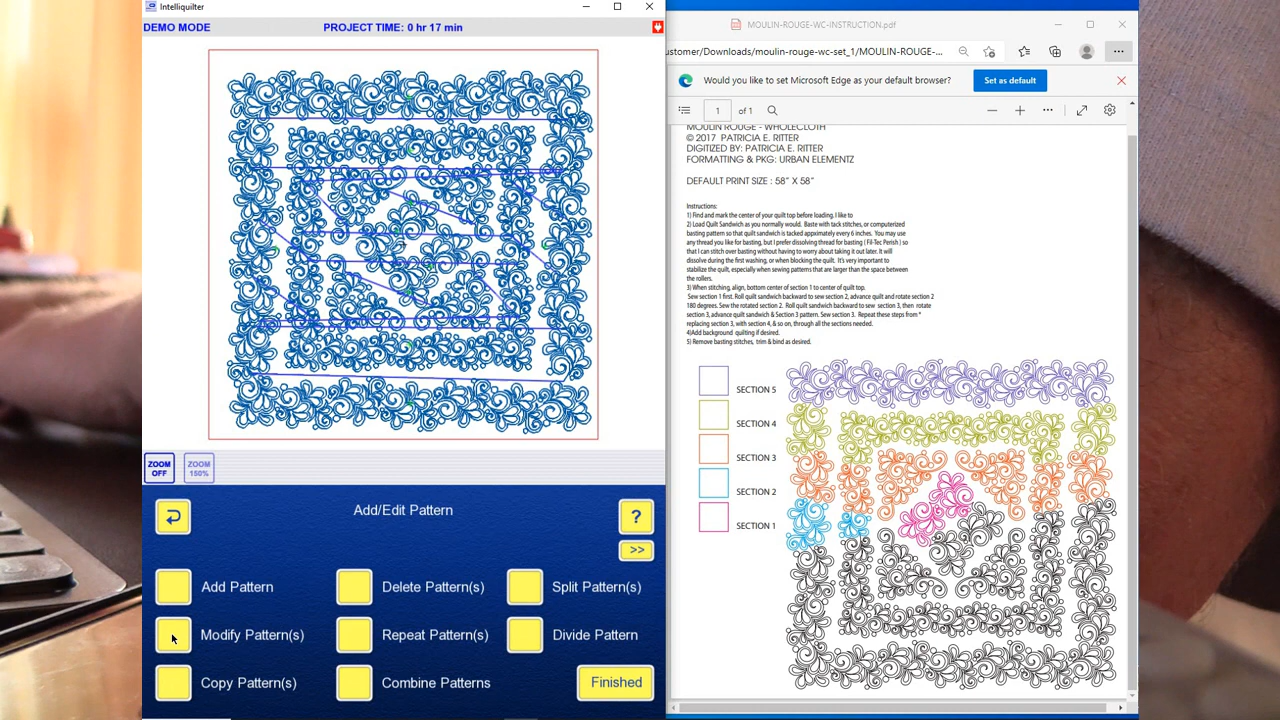 Intelliquilter
DEMO MODE
PROJECT TIME: 0 hr 17 min
ZOOM
OFF
ZOOM
150%
Add/Edit Pattern
?
>>
Add Pattern
Delete Pattern(s)
Split Pattern(s)
Modify Pattern(s)
Repeat Pattern(s)
Divide Pattern
Copy Pattern(s)
Combine Patterns
Finished
MOULIN-ROUGE-WC-INSTRUCTION.pdf
ustomer/Downloads/moulin-rouge-wc-set_1/MOULIN-ROUGE-...
Would you like to set Microsoft Edge as your default browser?
Set as default
1
of 1
MOULIN ROUGE - WHOLECLOTH
© 2017 PATRICIA E. RITTER
DIGITIZED BY: PATRICIA E. RITTER
FORMATTING & PKG: URBAN ELEMENTZ
DEFAULT PRINT SIZE : 58” X 58”
Instructions:
1) Find and mark the center of your quilt top before loading. I like to
2) Load Quilt Sandwich as you normally would. Baste with tack stitches, or computerized
basting pattern so that quilt sandwich is tacked appximately every 6 inches. You may use
any thread you like for basting, but I prefer dissolving thread for basting ( Fil-Tec Perish ) so
that I can stitch over basting without having to worry about taking it out later. It will
dissolve during the first washing, or when blocking the quilt. It's very important to
stabilize the quilt, especially when sewing patterns that are larger than the space between
the rollers.
3) When stitching, align, bottom center of section 1 to center of quilt top.
Sew section 1 first. Roll quilt sandwich backward to sew section 2, advance quilt and rotate section 2
180 degrees. Sew the rotated section 2. Roll quilt sandwich backward to sew section 3, then rotate
section 3, advance quilt sandwich & Section 3 pattern. Sew section 3. Repeat these steps from *
replacing section 3, with section 4, & so on, through all the sections needed.
4)Add background quilting if desired.
5) Remove basting stitches, trim & bind as desired.
SECTION 5
SECTION 4
SECTION 3
SECTION 2
SECTION 1